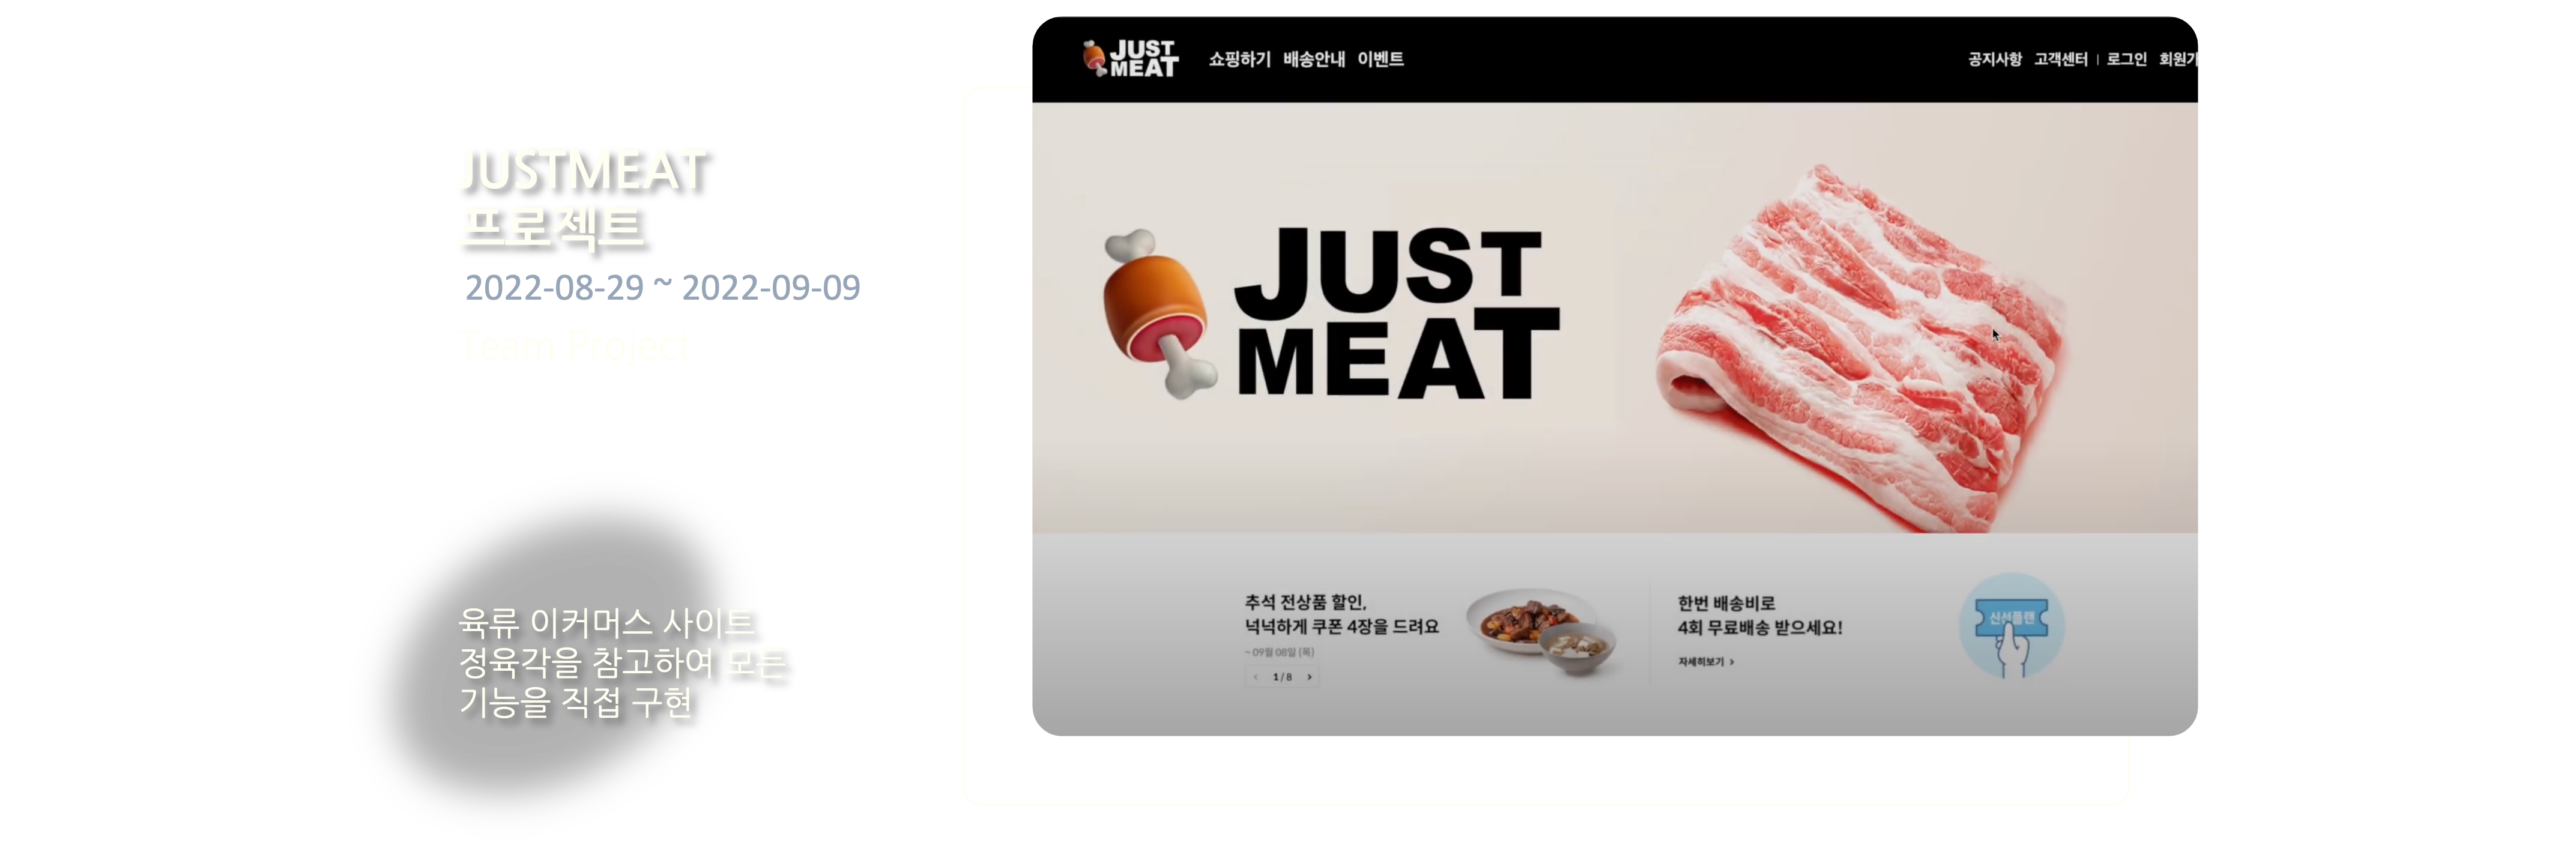 JUSTMEAT
프로젝트
2022-08-29 ~ 2022-09-09
Team Project
육류 이커머스 사이트
정육각을 참고하여 모든
기능을 직접 구현
JUST
MEAT
쇼핑하기 배송안내 이벤트
공지사항 고객센터 | 로그인 회원가
JUST
MEAT
추석 전상품 할인,
넉넉하게 쿠폰 4장을 드려요
~ 09월 08일 (목)
< 1 / 8 >
한번 배송비로
4회 무료배송 받으세요!
자세히보기 >
신선플랜